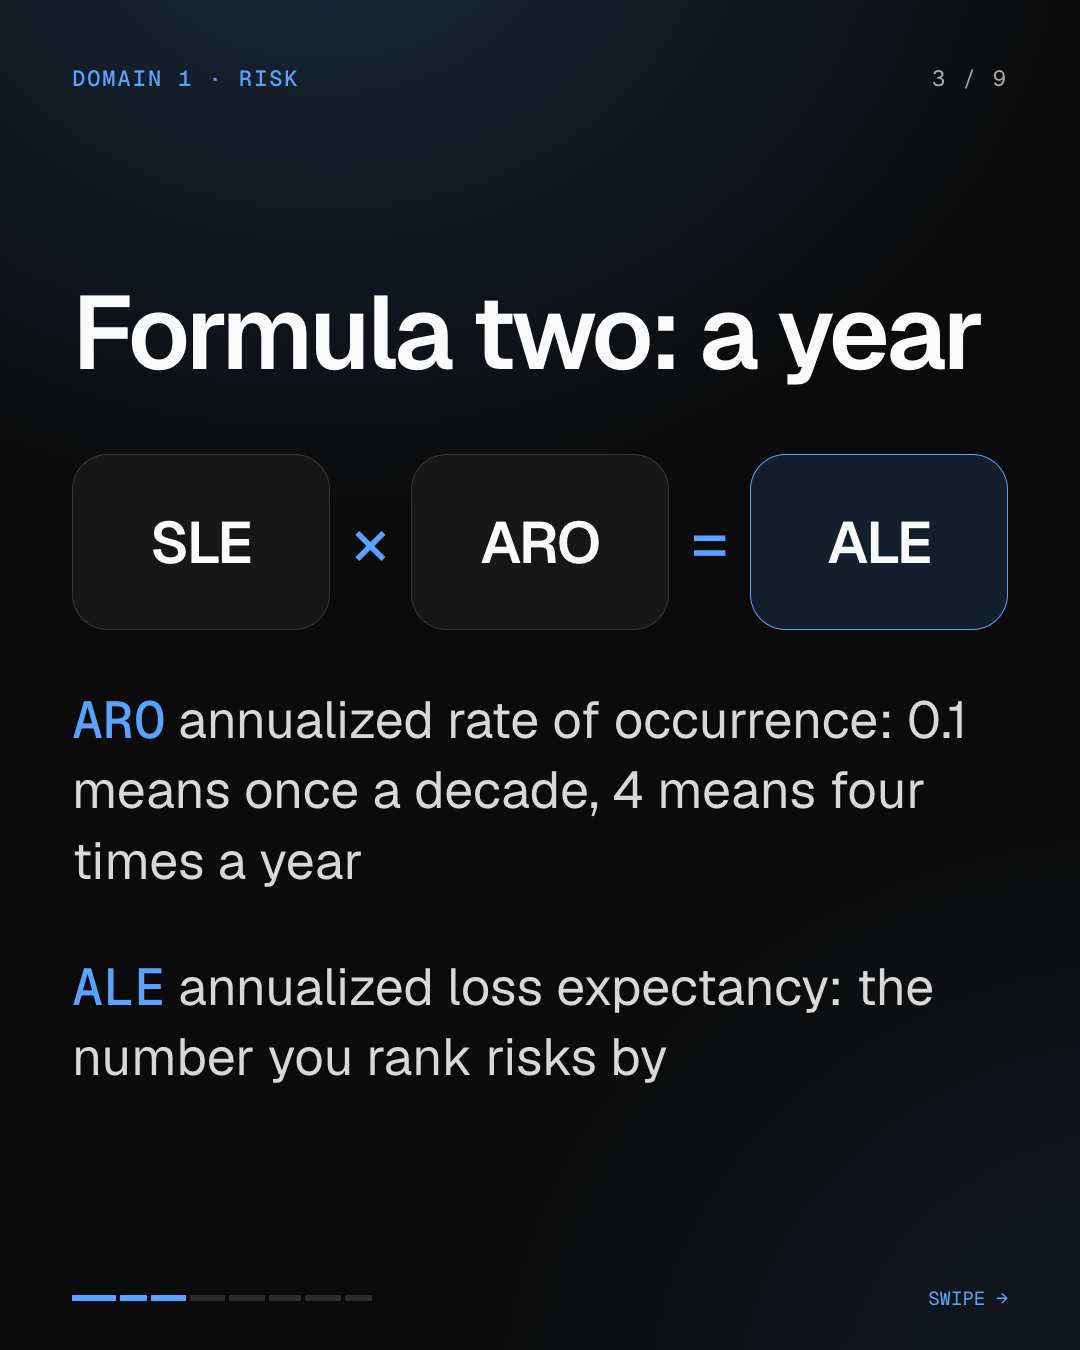 DOMAIN 1 · RISK
3 / 9
Formula two: a year
SLE × ARO = ALE
ARO annualized rate of occurrence: 0.1
means once a decade, 4 means four
times a year
ALE annualized loss expectancy: the
number you rank risks by
SWIPE →